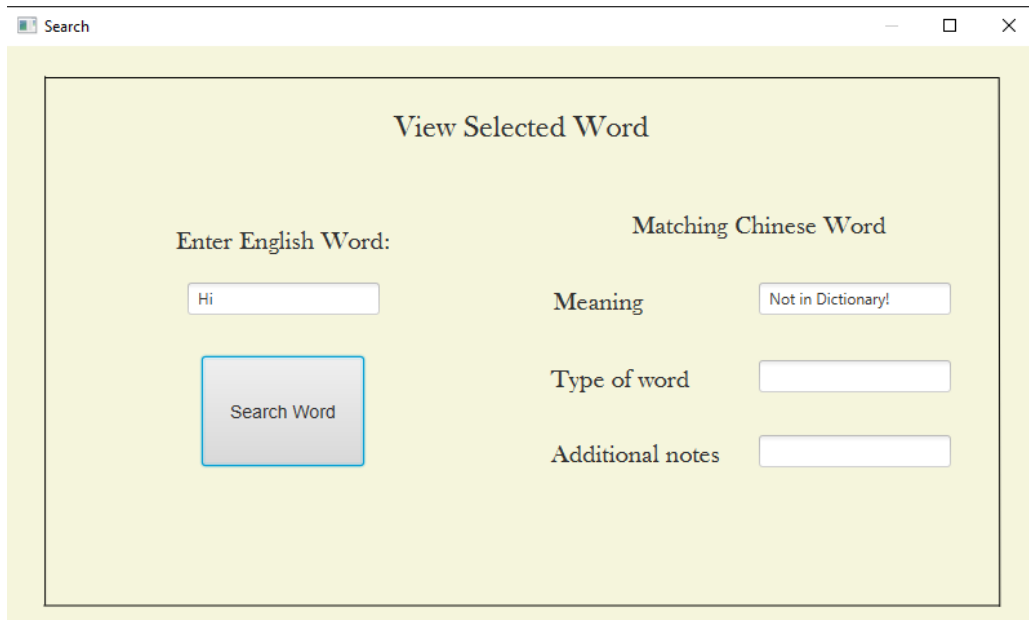 Search
View Selected Word
Enter English Word:
Hi
Search Word
Matching Chinese Word
Meaning
Not in Dictionary!
Type of word
Additional notes